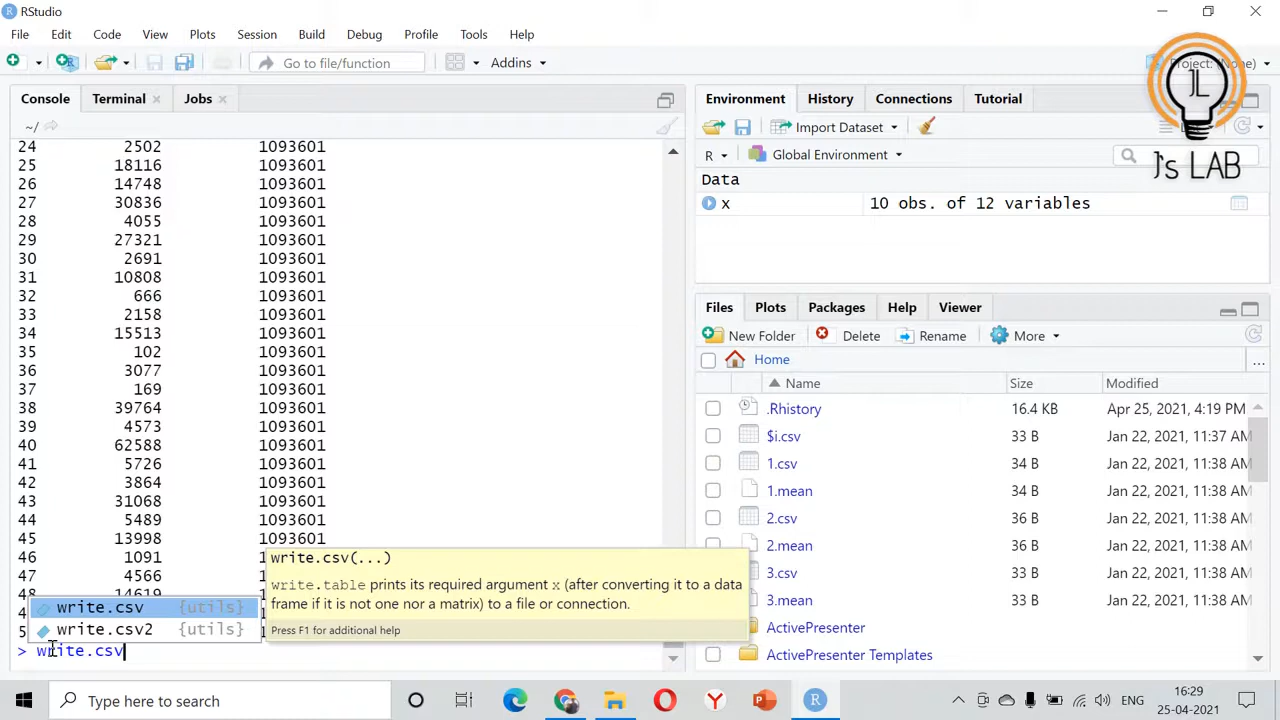 RStudio
File Edit Code View Plots Session Build Debug Profile Tools Help
Go to file/function Addins Project: (None)
JL
J's LAB
Console Terminal Jobs
~/
24 2502 1093601
25 18116 1093601
26 14748 1093601
27 30836 1093601
28 4055 1093601
29 27321 1093601
30 2691 1093601
31 10808 1093601
32 666 1093601
33 2158 1093601
34 15513 1093601
35 102 1093601
36 3077 1093601
37 169 1093601
38 39764 1093601
39 4573 1093601
40 62588 1093601
41 5726 1093601
42 3864 1093601
43 31068 1093601
44 5489 1093601
45 13998 1093601
46 1091
47 4566
write.csv(...)
write.table prints its required argument x (after converting it to a data
frame if it is not one nor a matrix) to a file or connection.
Press F1 for additional help
write.csv {utils}
write.csv2 {utils}
> write.csv
Environment History Connections Tutorial
Import Dataset
R Global Environment
Data
x 10 obs. of 12 variables
Files Plots Packages Help Viewer
New Folder Delete Rename More
Home ...
Name Size Modified
.Rhistory 16.4 KB Apr 25, 2021, 4:19 PM
$i.csv 33 B Jan 22, 2021, 11:37 AM
1.csv 34 B Jan 22, 2021, 11:38 AM
1.mean 34 B Jan 22, 2021, 11:38 AM
2.csv 36 B Jan 22, 2021, 11:38 AM
2.mean 36 B Jan 22, 2021, 11:38 AM
3.csv 33 B Jan 22, 2021, 11:38 AM
3.mean 33 B Jan 22, 2021, 11:38 AM
ActivePresenter
ActivePresenter Templates
Type here to search
ENG
16:29
25-04-2021